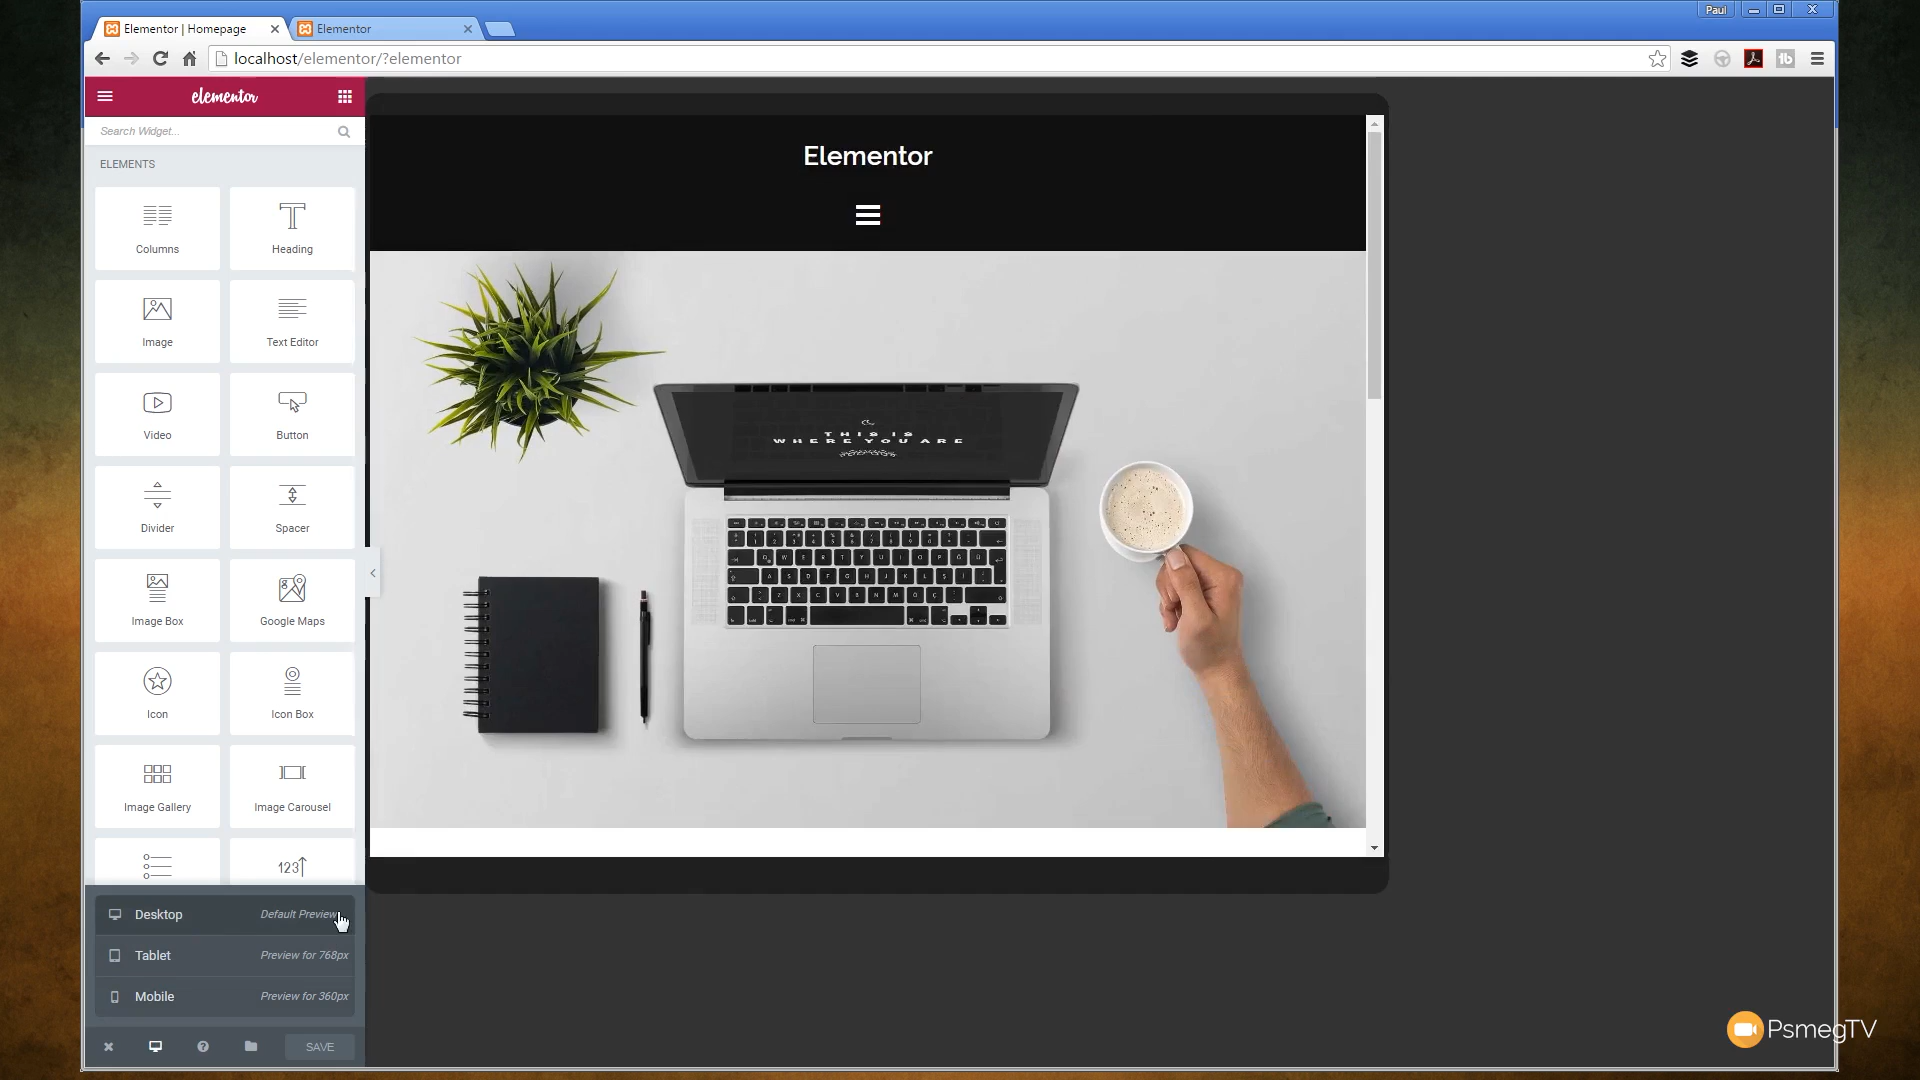 Paul
Elementor | Homepage
Elementor
localhost/elementor/?elementor
elementor
Search Widget...
ELEMENTS
Columns
Heading
Image
Text Editor
Video
Button
Divider
Spacer
Image Box
Google Maps
Icon
Icon Box
Image Gallery
Image Carousel
123
Desktop
Default Preview
Tablet
Preview for 768px
Mobile
Preview for 360px
SAVE
Elementor
THIS IS
WHERE YOU ARE
PsmegTV